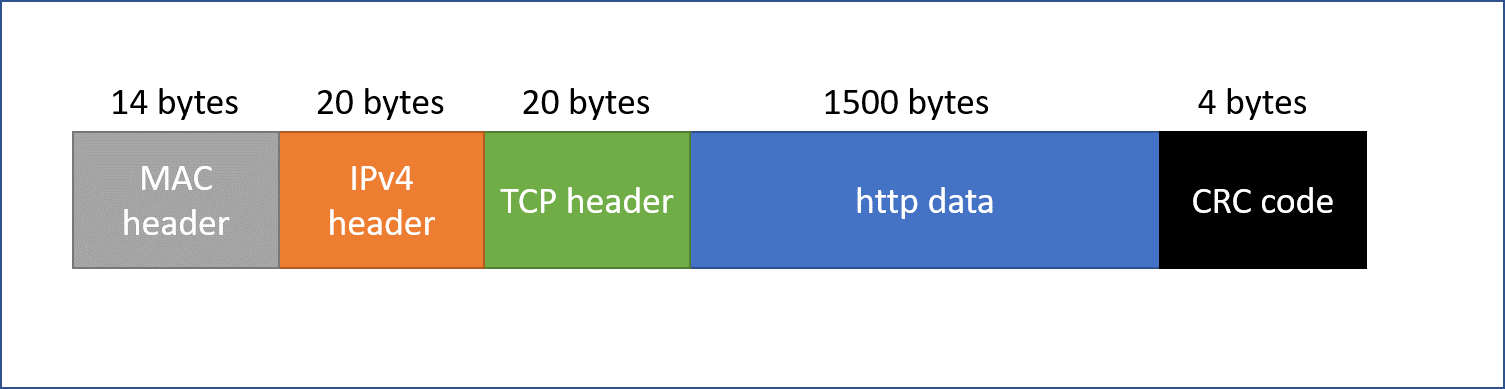 14 bytes
20 bytes
20 bytes
1500 bytes
4 bytes
MAC
header
IPv4
header
TCP header
http data
CRC code